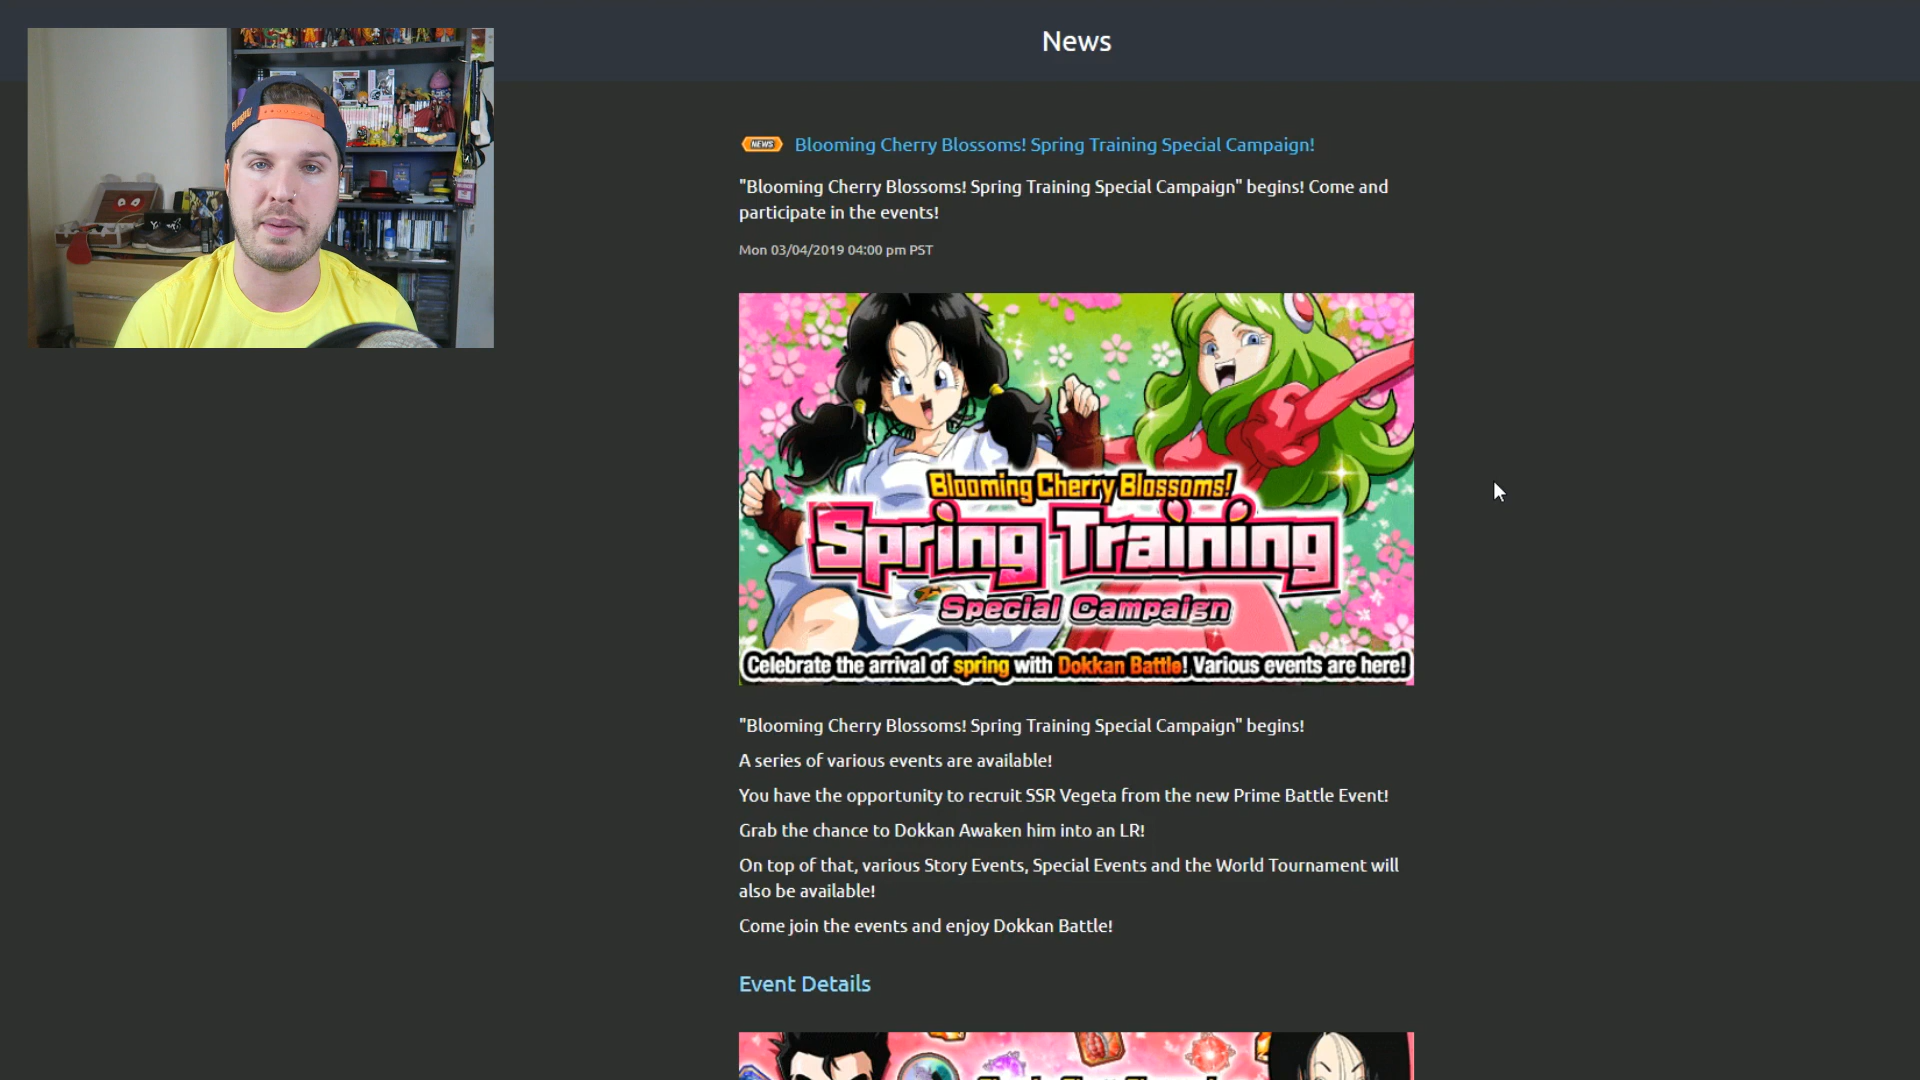 News
NEWS Blooming Cherry Blossoms! Spring Training Special Campaign!
"Blooming Cherry Blossoms! Spring Training Special Campaign" begins! Come and
participate in the events!
Mon 03/04/2019 04:00 pm PST
Blooming Cherry Blossoms!
Spring Training
Special Campaign
Celebrate the arrival of spring with Dokkan Battle! Various events are here!
"Blooming Cherry Blossoms! Spring Training Special Campaign" begins!
A series of various events are available!
You have the opportunity to recruit SSR Vegeta from the new Prime Battle Event!
Grab the chance to Dokkan Awaken him into an LR!
On top of that, various Story Events, Special Events and the World Tournament will
also be available!
Come join the events and enjoy Dokkan Battle!
Event Details